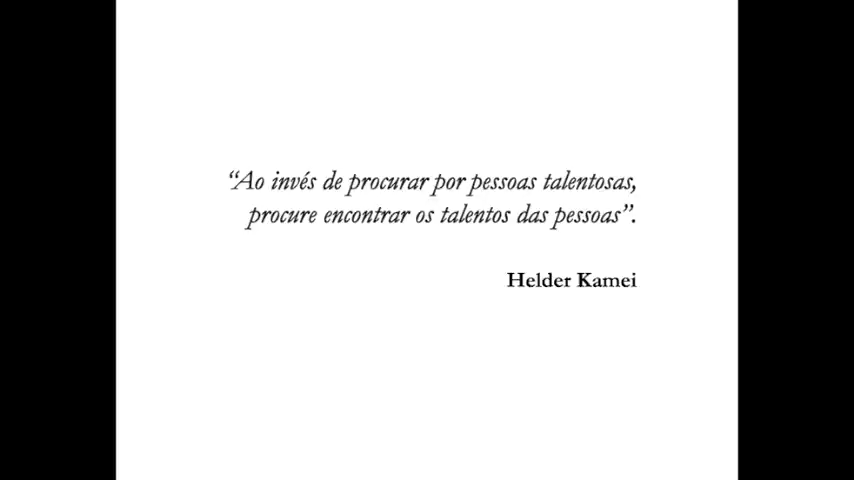 “Ao invés de procurar por pessoas talentosas,
procure encontrar os talentos das pessoas”.
Helder Kamei